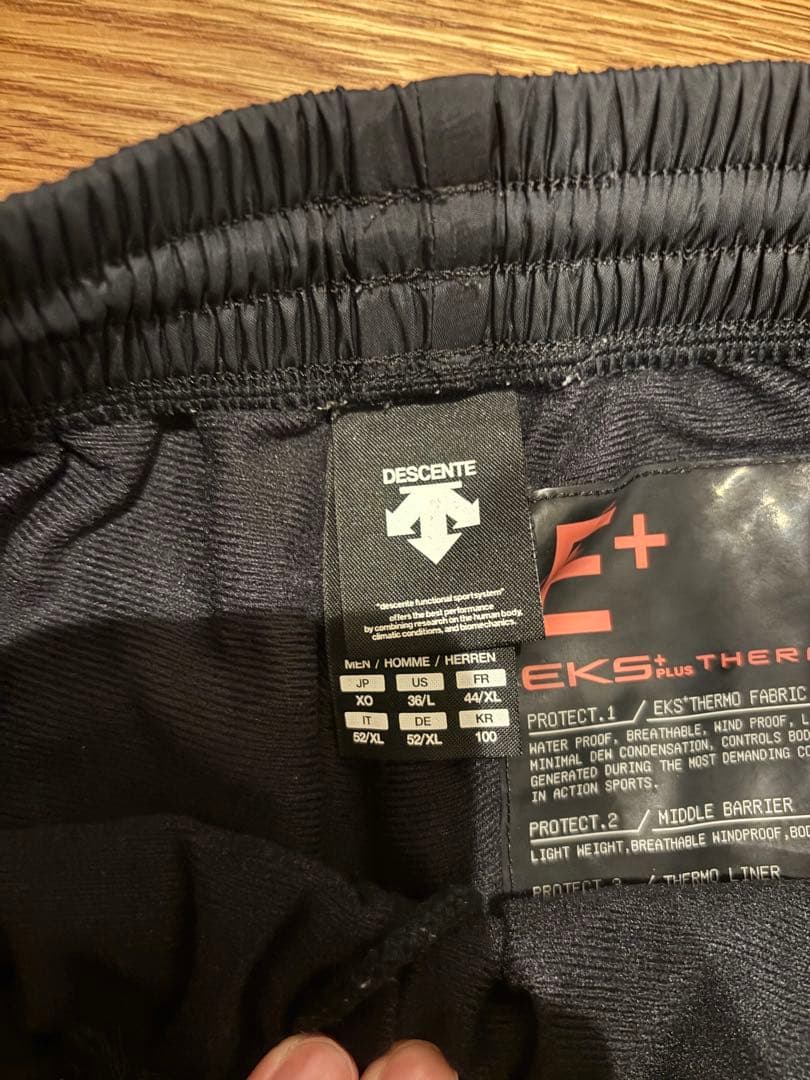 DESCENTE
"descente functional sportsystem"
offers the best performance
by combining research on the human body,
climatic conditions, and biomechanics.
MEN / HOMME / HERREN
JP US FR
XO 36/L 44/XL
IT DE KR
52/XL 52/XL 100
E+
EKS+PLUS THER
PROTECT.1 / EKS+THERMO FABRIC
WATER PROOF, BREATHABLE, WIND PROOF,
MINIMAL DEW CONDENSATION, CONTROLS BOD
GENERATED DURING THE MOST DEMANDING CO
IN ACTION SPORTS.
PROTECT.2 / MIDDLE BARRIER
LIGHT WEIGHT,BREATHABLE WINDPROOF,BOD
PROTECT.3 / THERMO LINER